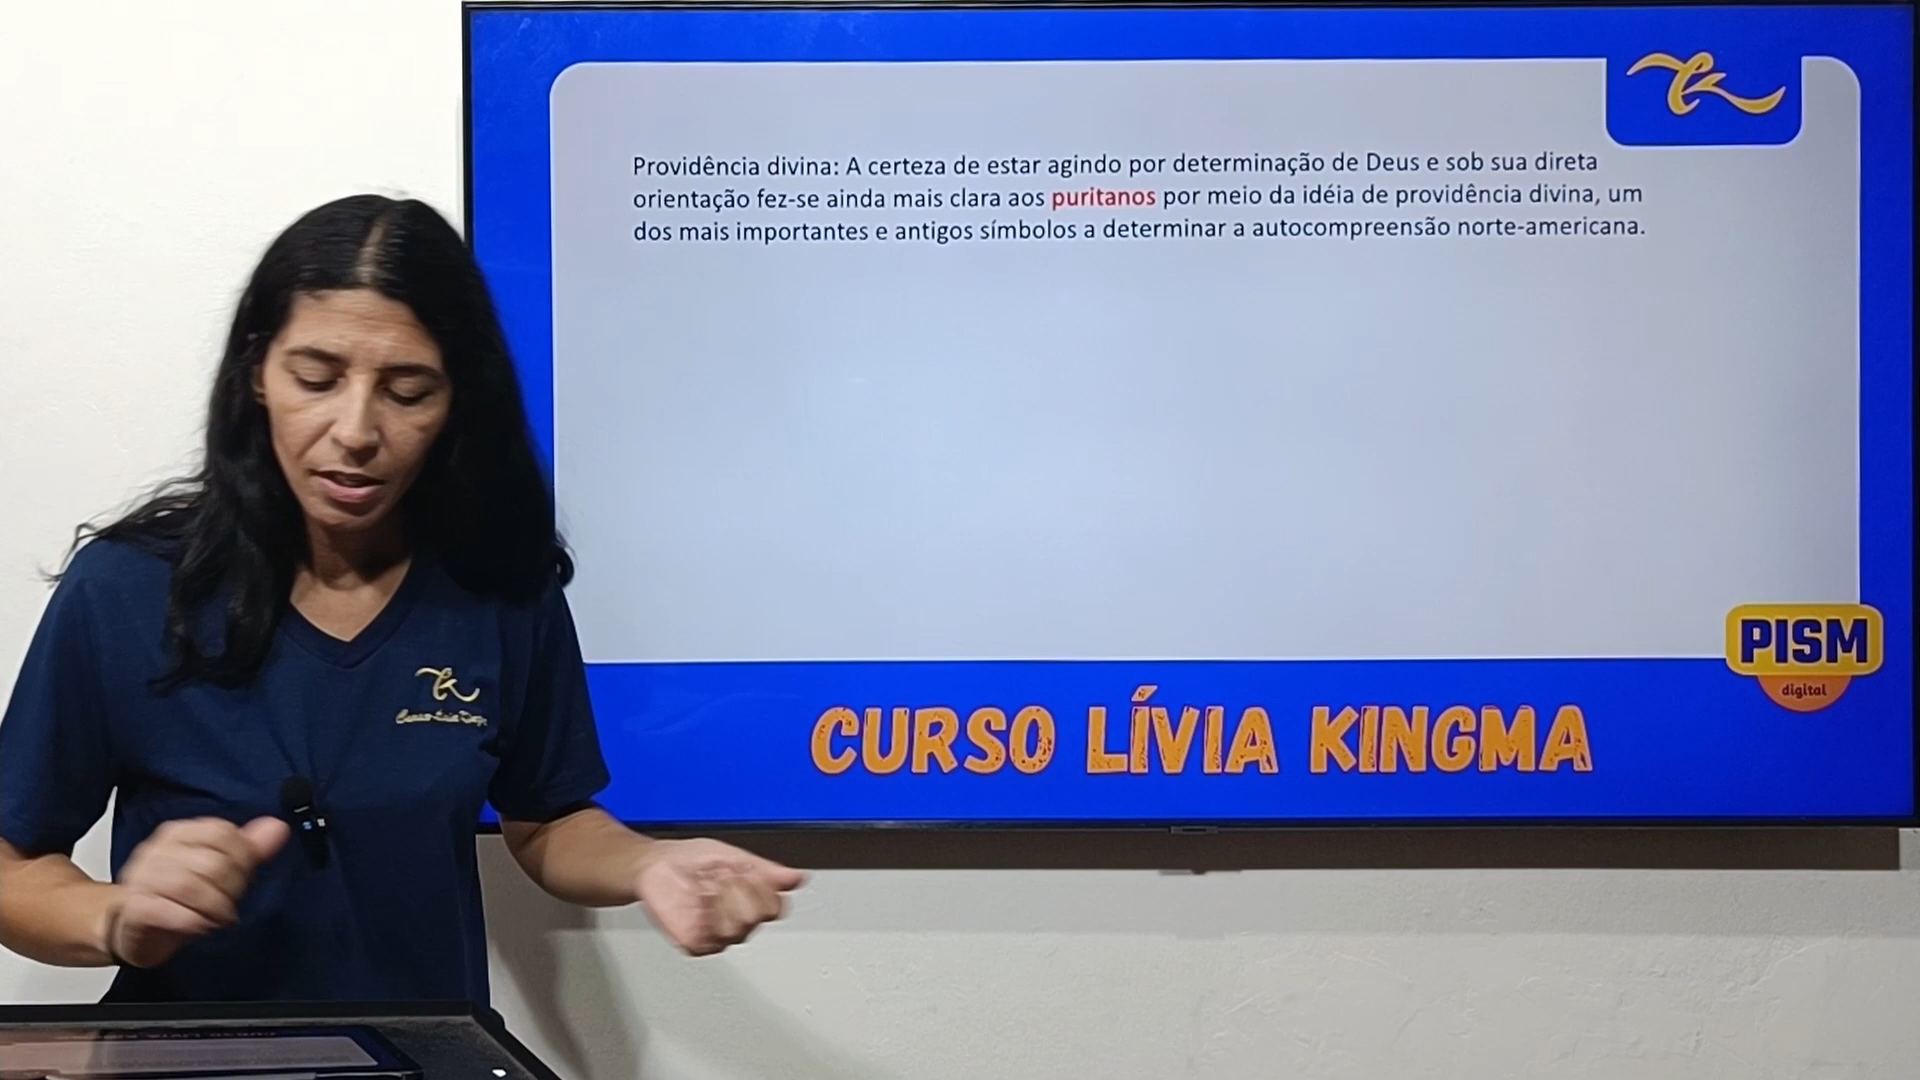 Providência divina: A certeza de estar agindo por determinação de Deus e sob sua direta
orientação fez-se ainda mais clara aos puritanos por meio da idéia de providência divina, um
dos mais importantes e antigos símbolos a determinar a autocompreensão norte-americana.
PISM
digital
CURSO LÍVIA KINGMA